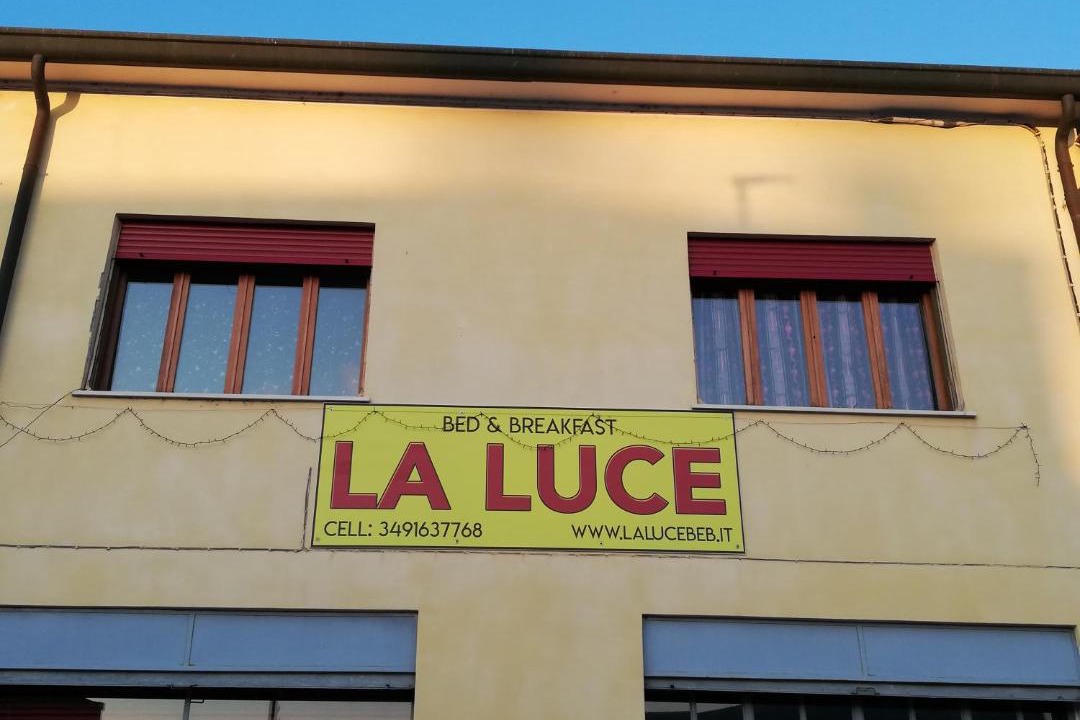 BED & BREAKFAST
LA LUCE
CELL: 3491637768 WWW.LALUCEBEB.IT